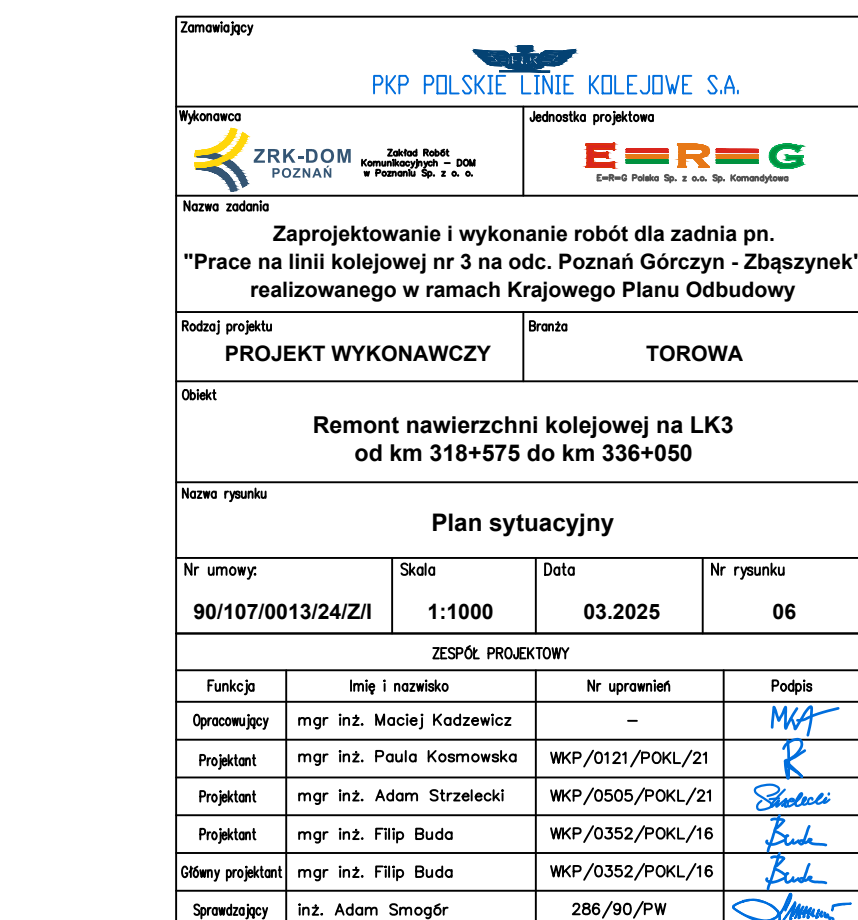 Zamawiający
PKP POLSKIE LINIE KOLEJOWE S.A.
Wykonawca
ZRK-DOM
POZNAŃ
Zakład Robót
Komunikacyjnych – DOM
w Poznaniu Sp. z o. o.
Jednostka projektowa
E=R=G
E=R=G Polska Sp. z o.o. Sp. Komandytowa
Nazwa zadania
Zaprojektowanie i wykonanie robót dla zadnia pn.
"Prace na linii kolejowej nr 3 na odc. Poznań Górczyn - Zbąszynek"
realizowanego w ramach Krajowego Planu Odbudowy
Rodzaj projektu
PROJEKT WYKONAWCZY
Branża
TOROWA
Obiekt
Remont nawierzchni kolejowej na LK3
od km 318+575 do km 336+050
Nazwa rysunku
Plan sytuacyjny
Nr umowy: Skala Data Nr rysunku
90/107/0013/24/Z/I 1:1000 03.2025 06
ZESPÓŁ PROJEKTOWY
Funkcja Imię i nazwisko Nr uprawnień Podpis
Opracowujący mgr inż. Maciej Kadzewicz –
Projektant mgr inż. Paula Kosmowska WKP/0121/POKL/21
Projektant mgr inż. Adam Strzelecki WKP/0505/POKL/21
Projektant mgr inż. Filip Buda WKP/0352/POKL/16 Buda
Główny projektant mgr inż. Filip Buda WKP/0352/POKL/16 Buda
Sprawdzający inż. Adam Smogór 286/90/PW